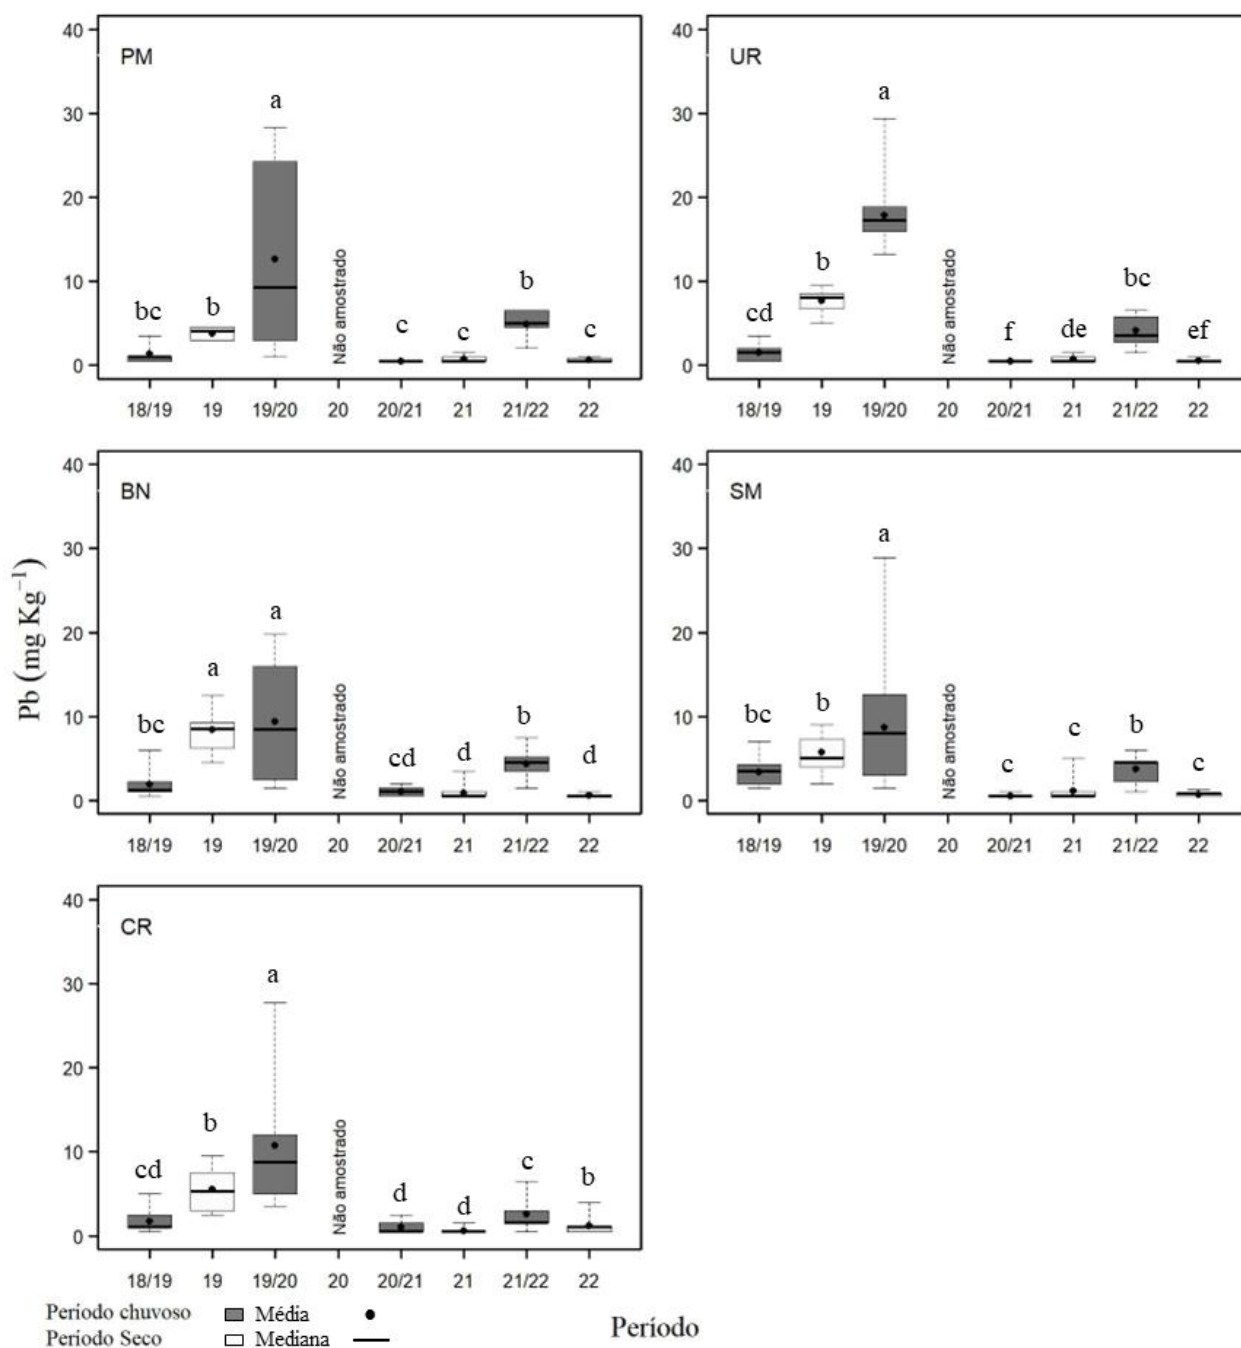 PM
40
30
20
10
0
a
bc
b
Não amostrado
c
c
b
c
18/19 19 19/20 20 20/21 21 21/22 22
UR
40
30
20
10
0
a
cd
b
Não amostrado
f
de
bc
ef
18/19 19 19/20 20 20/21 21 21/22 22
Pb (mg Kg⁻¹)
BN
40
30
20
10
0
bc
a
a
Não amostrado
cd
d
b
d
18/19 19 19/20 20 20/21 21 21/22 22
SM
40
30
20
10
0
bc
b
a
Não amostrado
c
c
b
c
18/19 19 19/20 20 20/21 21 21/22 22
CR
40
30
20
10
0
cd
b
a
Não amostrado
d
d
c
b
18/19 19 19/20 20 20/21 21 21/22 22
Período chuvoso Média
Período Seco Mediana
Período